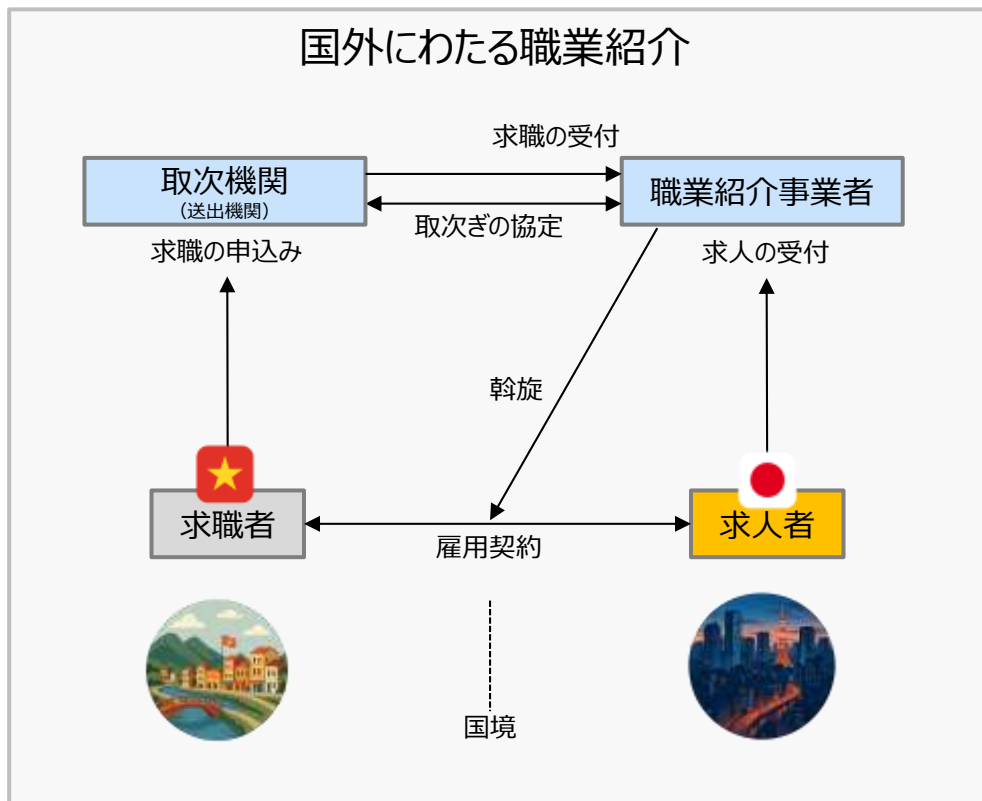 国外にわたる職業紹介
求職の受付
取次機関
（送出機関）
職業紹介事業者
取次ぎの協定
求職の申込み
求人の受付
斡旋
求職者
求人者
雇用契約
国境